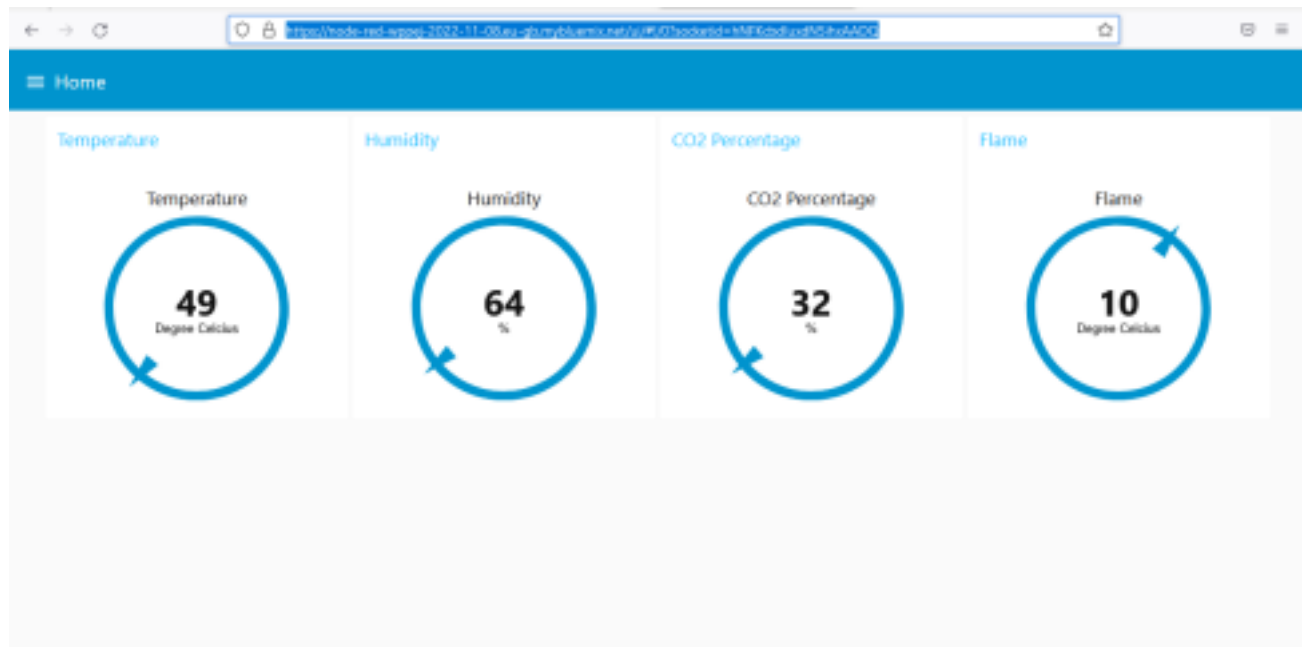 Home
Temperature
Humidity
CO2 Percentage
Flame
Temperature
49
Degree Celcius
Humidity
64
%
CO2 Percentage
32
%
Flame
10
Degree Celcius